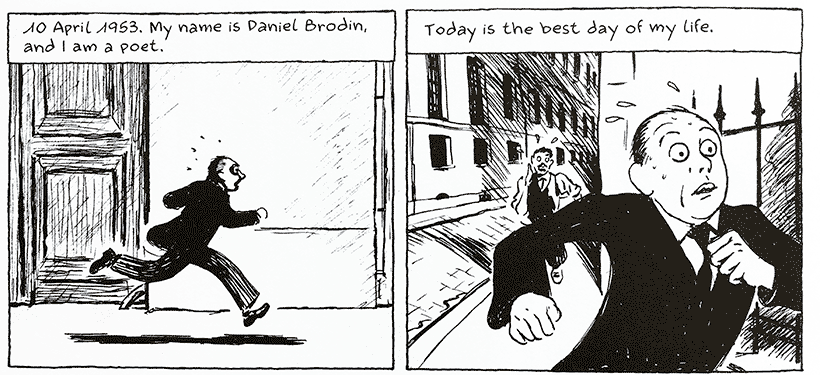 10 April 1953. My name is Daniel Brodin,
and I am a poet.
Today is the best day of my life.